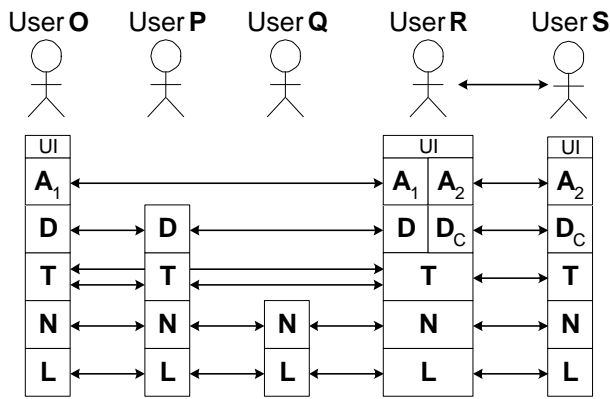 User O User P User Q User R User S
UI UI UI
A1 A1 A2 A2
D D D DC DC
T T T T
N N N N N
L L L L L